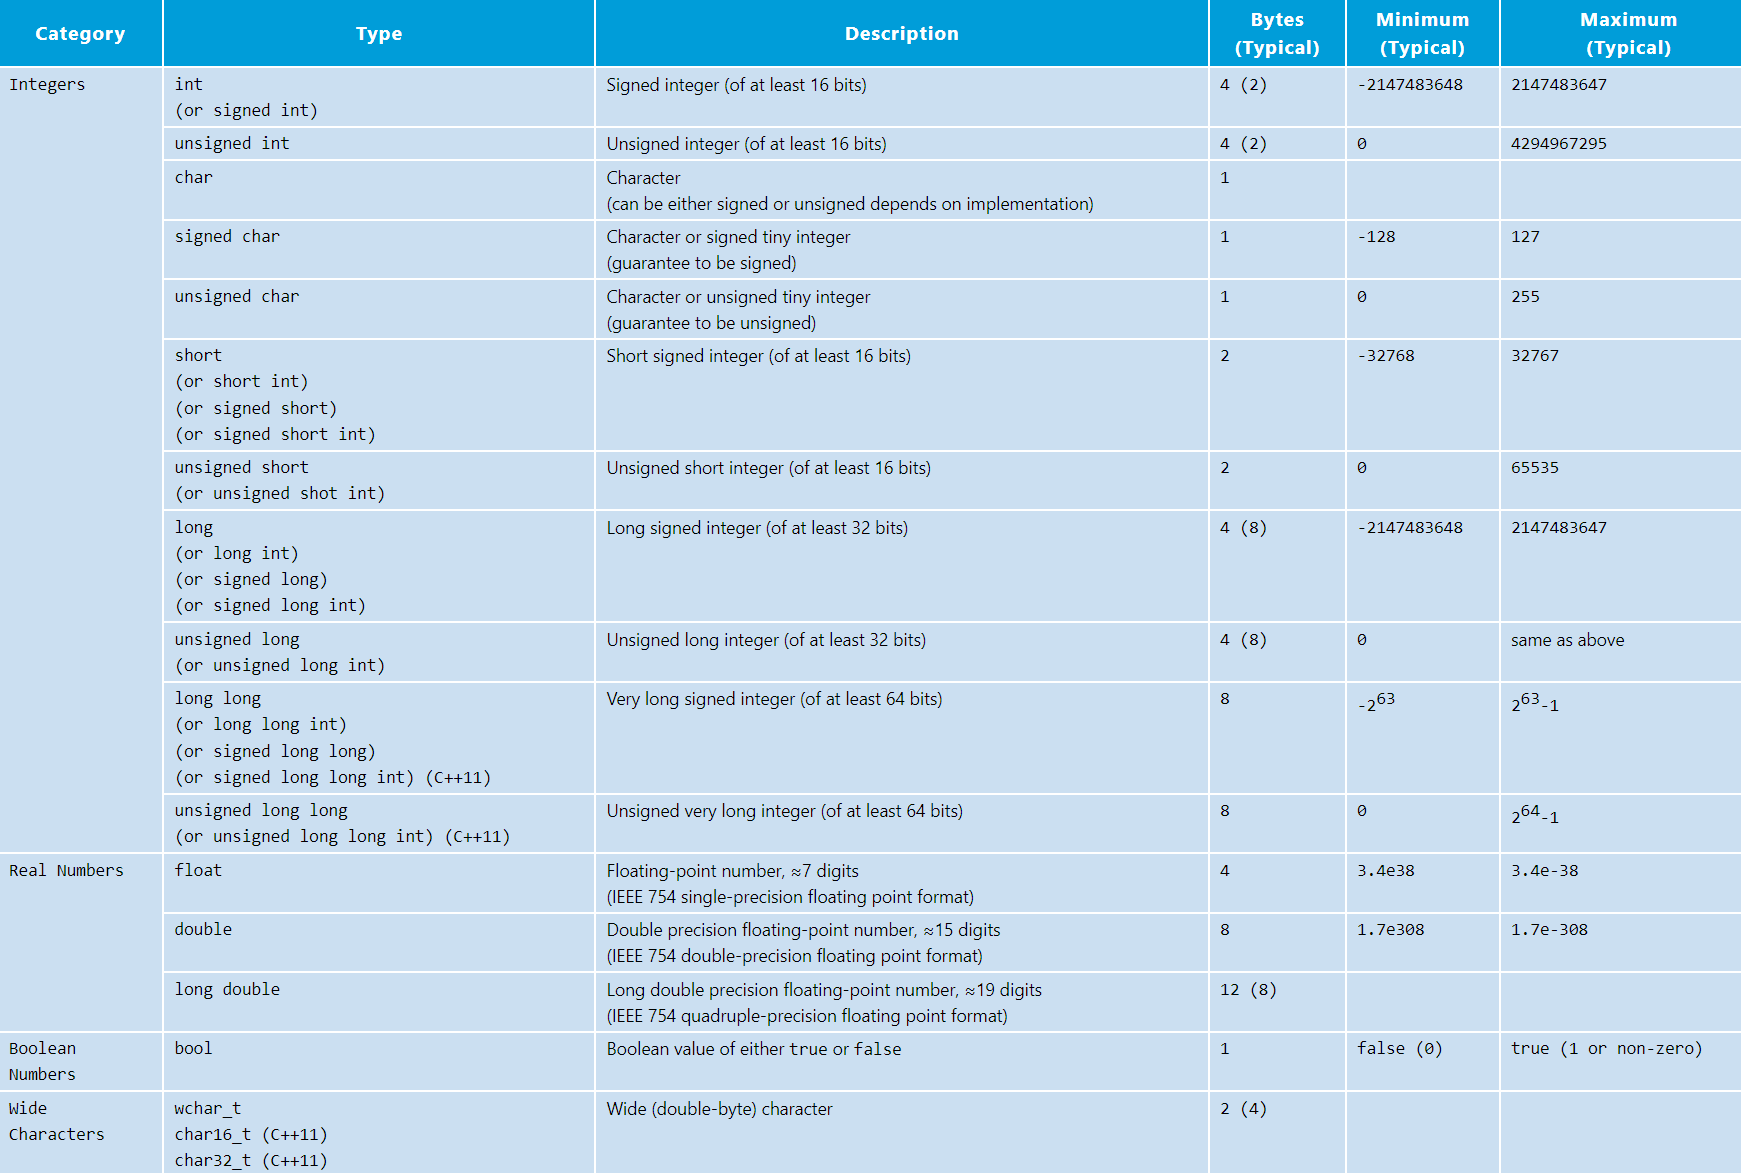 Category Type Description Bytes (Typical) Minimum (Typical) Maximum (Typical)
Integers int Signed integer (of at least 16 bits) 4 (2) -2147483648 2147483647
(or signed int)
unsigned int Unsigned integer (of at least 16 bits) 4 (2) 0 4294967295
char Character 1
(can be either signed or unsigned depends on implementation)
signed char Character or signed tiny integer 1 -128 127
(guarantee to be signed)
unsigned char Character or unsigned tiny integer 1 0 255
(guarantee to be unsigned)
short Short signed integer (of at least 16 bits) 2 -32768 32767
(or short int)
(or signed short)
(or signed short int)
unsigned short Unsigned short integer (of at least 16 bits) 2 0 65535
(or unsigned shot int)
long Long signed integer (of at least 32 bits) 4 (8) -2147483648 2147483647
(or long int)
(or signed long)
(or signed long int)
unsigned long Unsigned long integer (of at least 32 bits) 4 (8) 0 same as above
(or unsigned long int)
long long Very long signed integer (of at least 64 bits) 8 -2⁶³ 2⁶³-1
(or long long int)
(or signed long long)
(or signed long long int) (C++11)
unsigned long long Unsigned very long integer (of at least 64 bits) 8 0 2⁶⁴-1
(or unsigned long long int) (C++11)
Real Numbers float Floating-point number, ≈7 digits 4 3.4e38 3.4e-38
(IEEE 754 single-precision floating point format)
double Double precision floating-point number, ≈15 digits 8 1.7e308 1.7e-308
(IEEE 754 double-precision floating point format)
long double Long double precision floating-point number, ≈19 digits 12 (8)
(IEEE 754 quadruple-precision floating point format)
Boolean bool Boolean value of either true or false 1 false (0) true (1 or non-zero)
Numbers
Wide wchar_t Wide (double-byte) character 2 (4)
Characters char16_t (C++11)
char32_t (C++11)